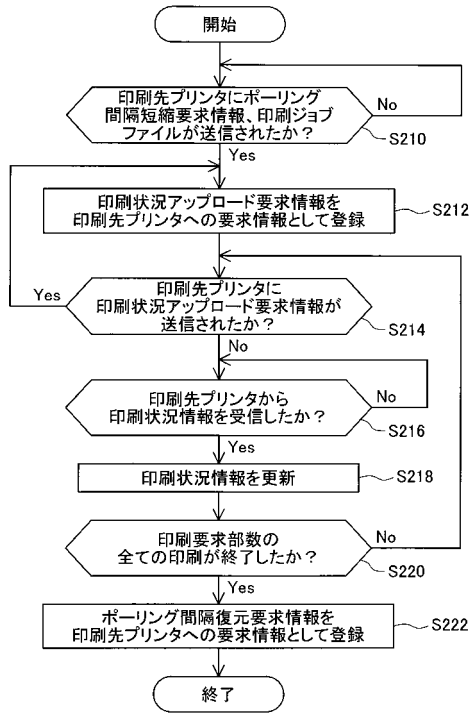 開始
印刷先プリンタにポーリング
間隔短縮要求情報、印刷ジョブ
ファイルが送信されたか？
No
S210
Yes
印刷状況アップロード要求情報を
印刷先プリンタへの要求情報として登録
S212
Yes
印刷先プリンタに
印刷状況アップロード要求情報が
送信されたか？
S214
No
印刷先プリンタから
印刷状況情報を受信したか？
No
S216
Yes
印刷状況情報を更新
S218
印刷要求部数の
全ての印刷が終了したか？
No
S220
Yes
ポーリング間隔復元要求情報を
印刷先プリンタへの要求情報として登録
S222
終了